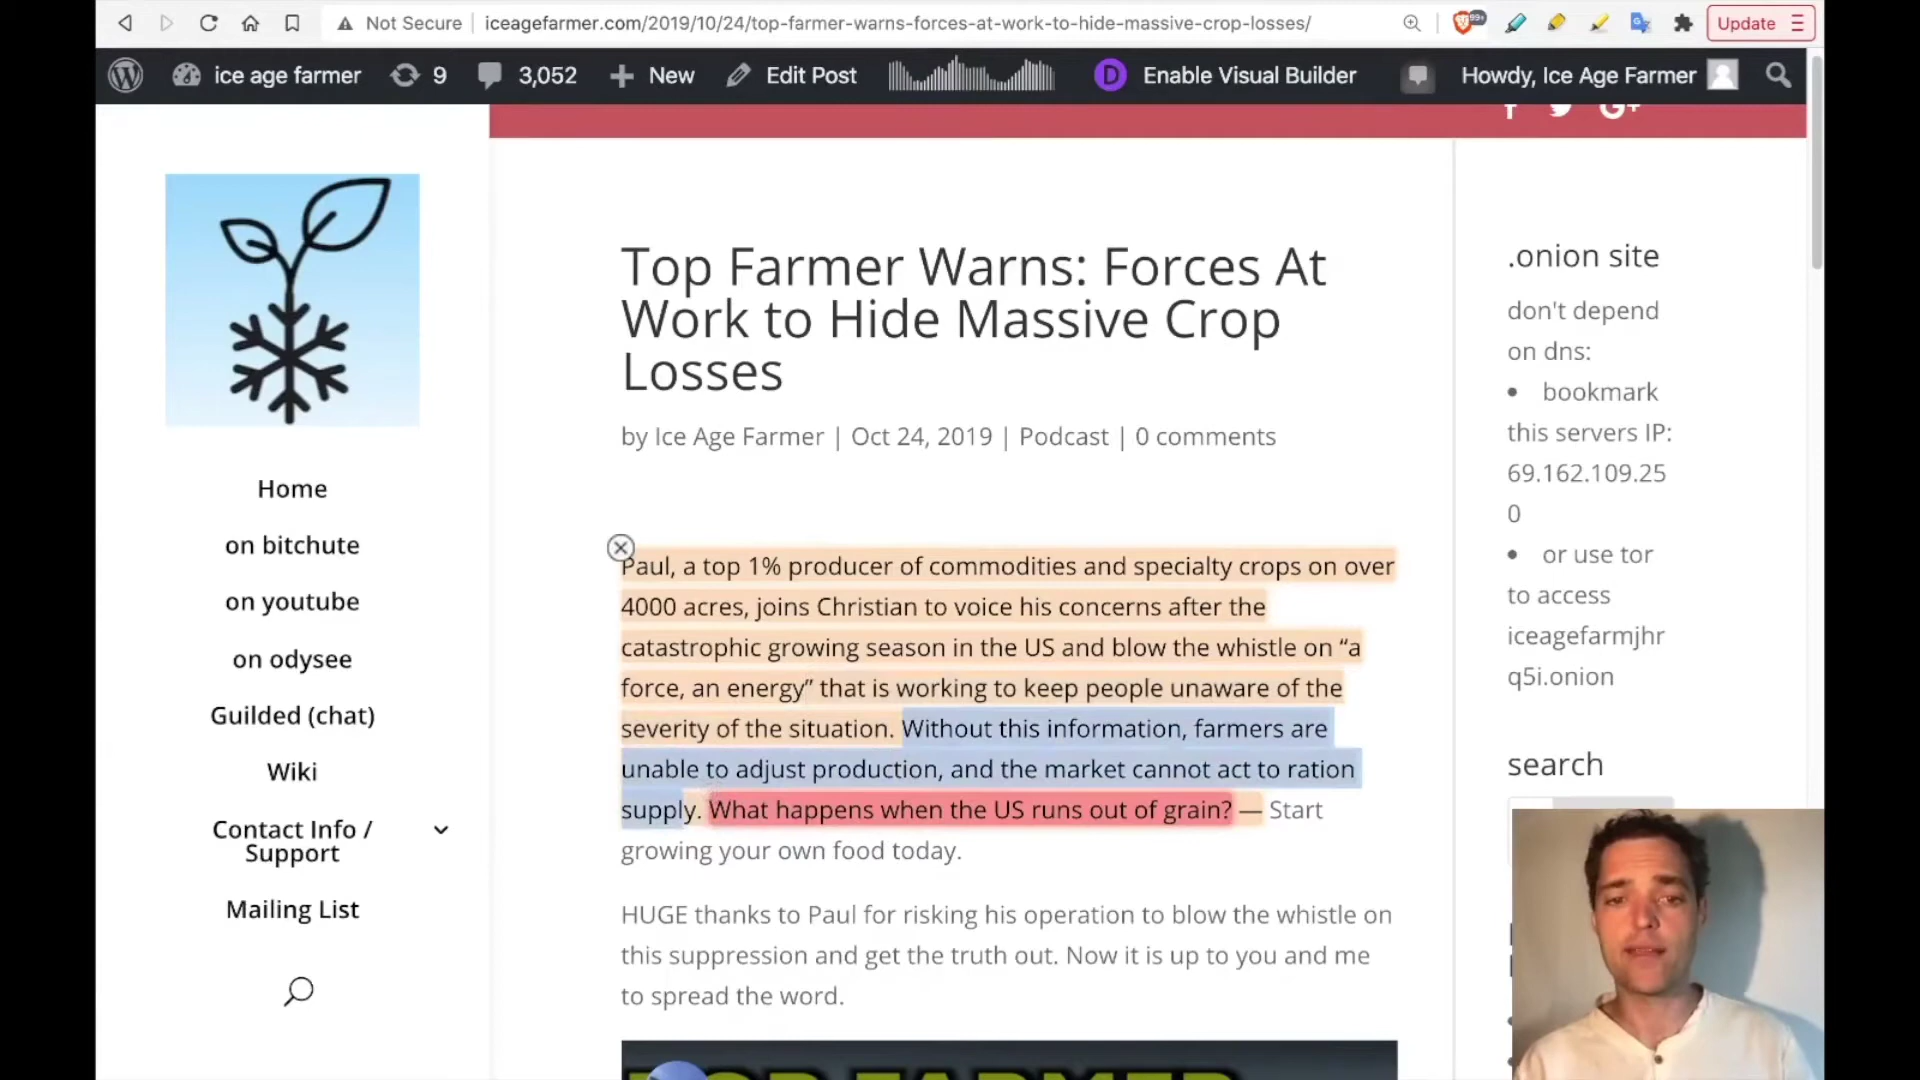 Not Secure
iceagefarmer.com/2019/10/24/top-farmer-warns-forces-at-work-to-hide-massive-crop-losses/
99+
Update
ice age farmer
9
3,052
New
Edit Post
D
Enable Visual Builder
Howdy, Ice Age Farmer
Home
on bitchute
on youtube
on odysee
Guilded (chat)
Wiki
Contact Info /
Support
Mailing List
Top Farmer Warns: Forces At
Work to Hide Massive Crop
Losses
by Ice Age Farmer | Oct 24, 2019 | Podcast | 0 comments
Paul, a top 1% producer of commodities and specialty crops on over
4000 acres, joins Christian to voice his concerns after the
catastrophic growing season in the US and blow the whistle on “a
force, an energy” that is working to keep people unaware of the
severity of the situation. Without this information, farmers are
unable to adjust production, and the market cannot act to ration
supply. What happens when the US runs out of grain? — Start
growing your own food today.
HUGE thanks to Paul for risking his operation to blow the whistle on
this suppression and get the truth out. Now it is up to you and me
to spread the word.
.onion site
don't depend
on dns:
• bookmark
this servers IP:
69.162.109.25
0
• or use tor
to access
iceagefarmjhr
q5i.onion
search